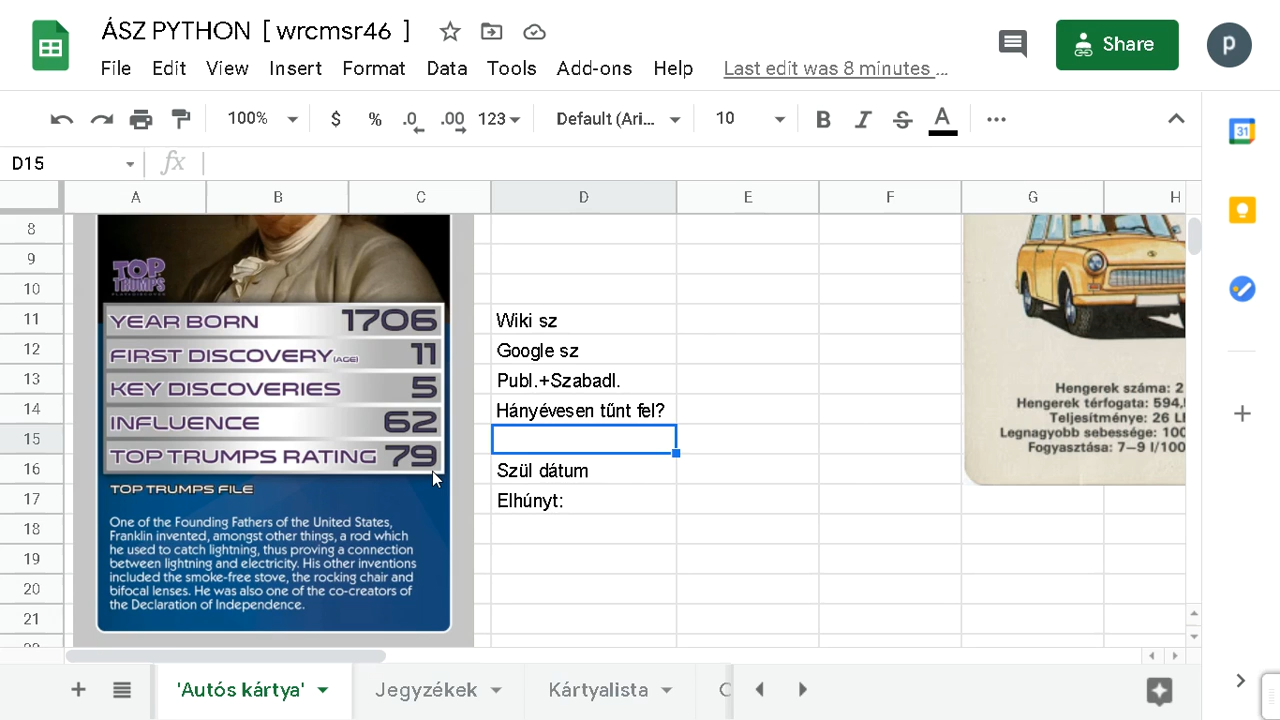 ÁSZ PYTHON [ wrcmsr46 ]
File Edit View Insert Format Data Tools Add-ons Help Last edit was 8 minutes ...
Share
p
100% $ % .0 .00 123 Default (Ari... 10 B I S A
31
D15 fx
A B C D E F G H
8
9
10
11
12
13
14
15
16
17
18
19
20
21
TOP TRUMPS
YEAR BORN 1706
FIRST DISCOVERY (AGE) 11
KEY DISCOVERIES 5
INFLUENCE 62
TOP TRUMPS RATING 79
TOP TRUMPS FILE
One of the Founding Fathers of the United States,
Franklin invented, amongst other things, a rod which
he used to catch lightning, thus proving a connection
between lightning and electricity. His other inventions
included the smoke-free stove, the rocking chair and
bifocal lenses. He was also one of the co-creators of
the Declaration of Independence.
Wiki sz
Google sz
Publ.+Szabadl.
Hányévesen tűnt fel?
Szül dátum
Elhúnyt:
Hengerek száma: 2
Hengerek térfogata: 594,
Teljesítménye: 26 L
Legnagyobb sebessége: 100
Fogyasztása: 7–9 l/100
'Autós kártya' Jegyzékek Kártyalista